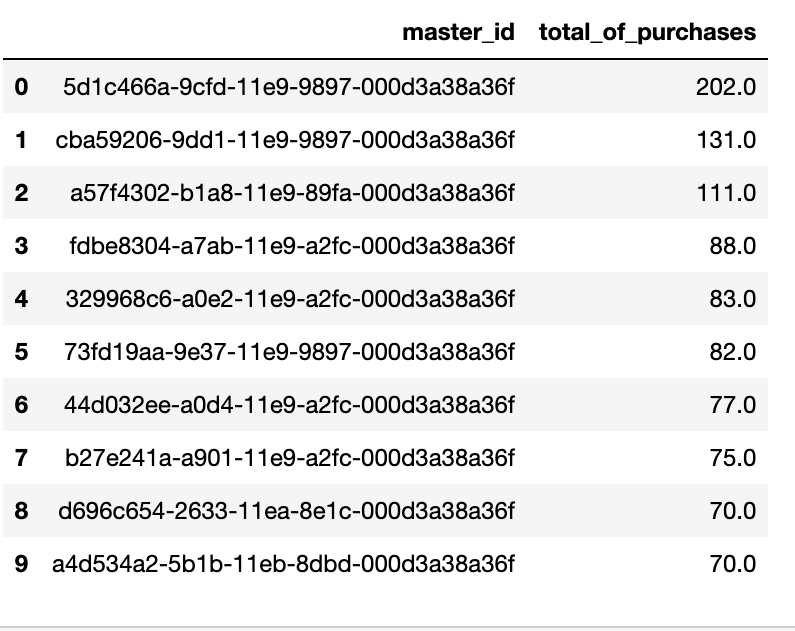 master_id total_of_purchases
0 5d1c466a-9cfd-11e9-9897-000d3a38a36f 202.0
1 cba59206-9dd1-11e9-9897-000d3a38a36f 131.0
2 a57f4302-b1a8-11e9-89fa-000d3a38a36f 111.0
3 fdbe8304-a7ab-11e9-a2fc-000d3a38a36f 88.0
4 329968c6-a0e2-11e9-a2fc-000d3a38a36f 83.0
5 73fd19aa-9e37-11e9-9897-000d3a38a36f 82.0
6 44d032ee-a0d4-11e9-a2fc-000d3a38a36f 77.0
7 b27e241a-a901-11e9-a2fc-000d3a38a36f 75.0
8 d696c654-2633-11ea-8e1c-000d3a38a36f 70.0
9 a4d534a2-5b1b-11eb-8dbd-000d3a38a36f 70.0